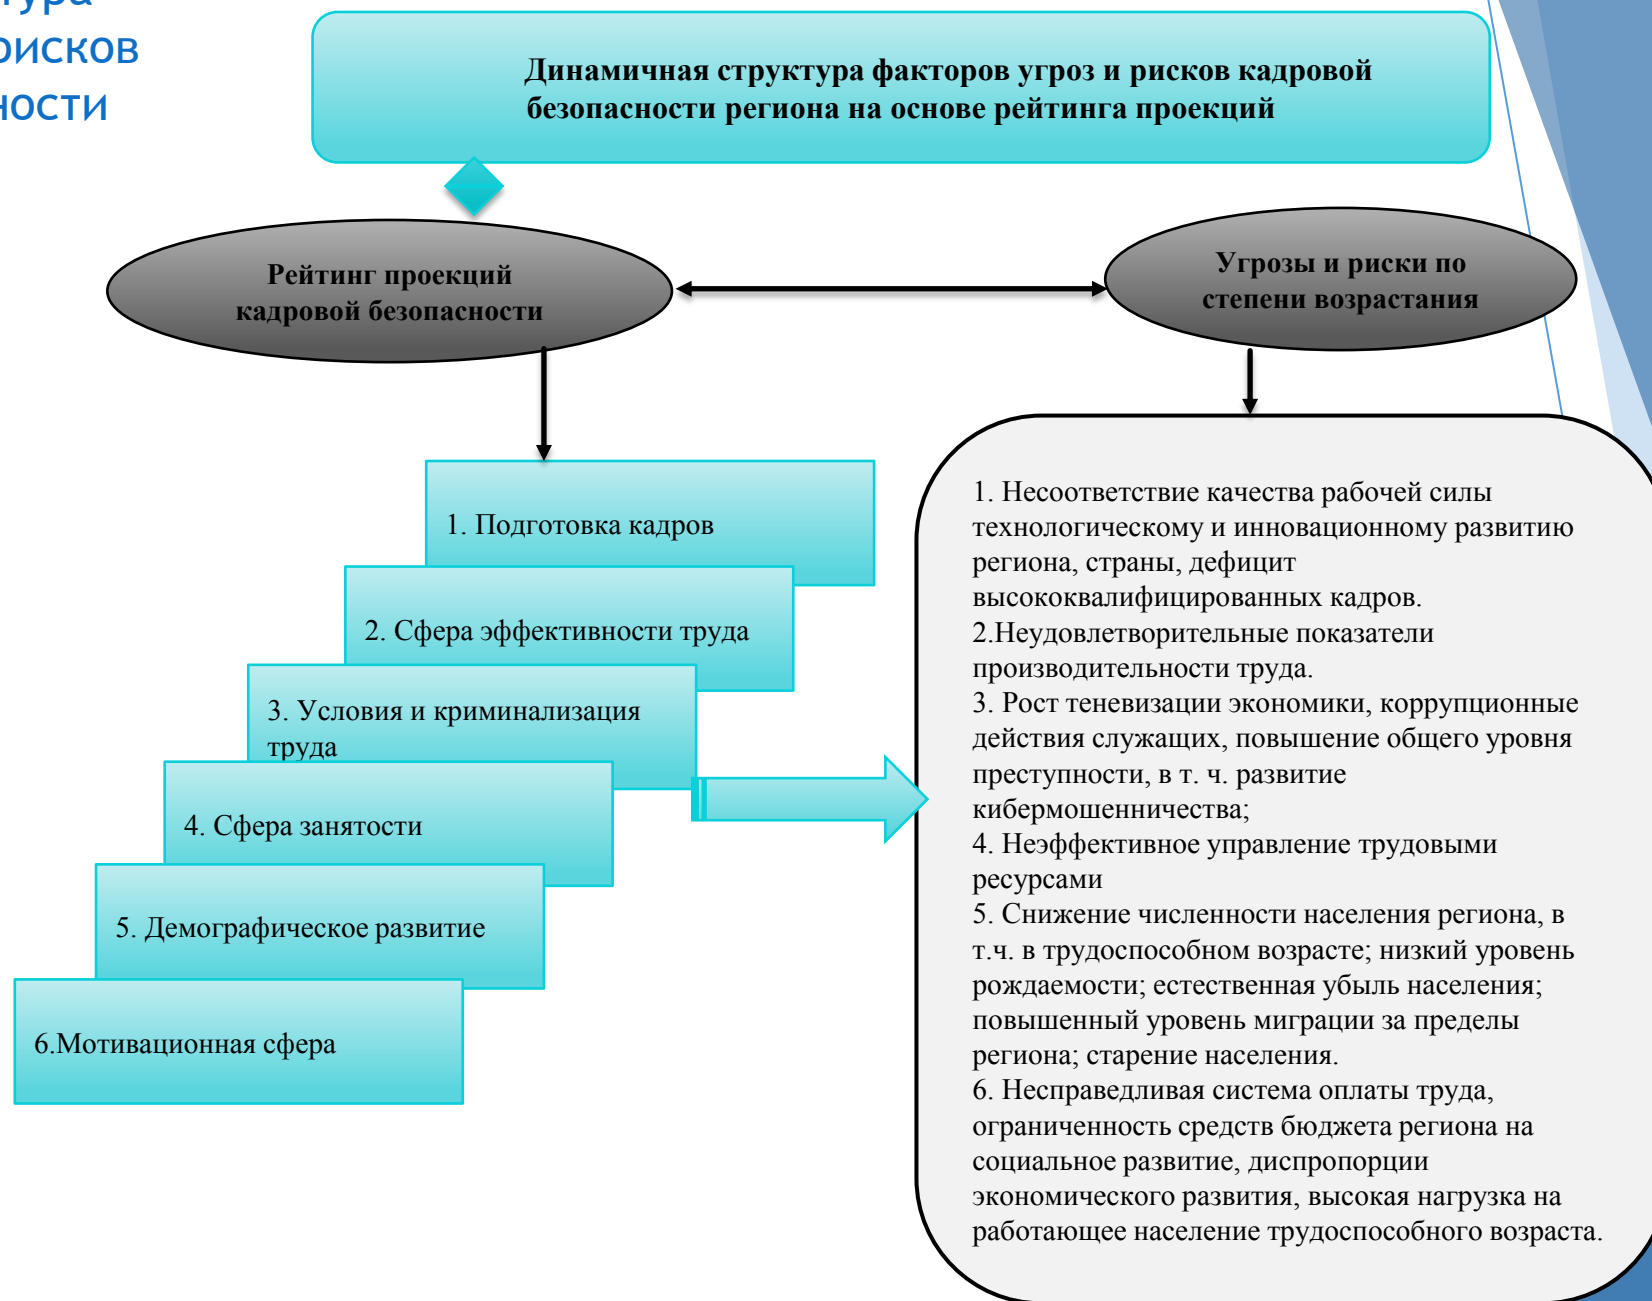 рисков
Динамичная структура факторов угроз и рисков кадровой
безопасности региона на основе рейтинга проекций
Рейтинг проекций
кадровой безопасности
Угрозы и риски по
степени возрастания
1. Подготовка кадров
2. Сфера эффективности труда
3. Условия и криминализация
труда
4. Сфера занятости
5. Демографическое развитие
6.Мотивационная сфера
1. Несоответствие качества рабочей силы
технологическому и инновационному развитию
региона, страны, дефицит
высококвалифицированных кадров.
2.Неудовлетворительные показатели
производительности труда.
3. Рост теневизации экономики, коррупционные
действия служащих, повышение общего уровня
преступности, в т. ч. развитие
кибермошенничества;
4. Неэффективное управление трудовыми
ресурсами
5. Снижение численности населения региона, в
т.ч. в трудоспособном возрасте; низкий уровень
рождаемости; естественная убыль населения;
повышенный уровень миграции за пределы
региона; старение населения.
6. Несправедливая система оплаты труда,
ограниченность средств бюджета региона на
социальное развитие, диспропорции
экономического развития, высокая нагрузка на
работающее население трудоспособного возраста.